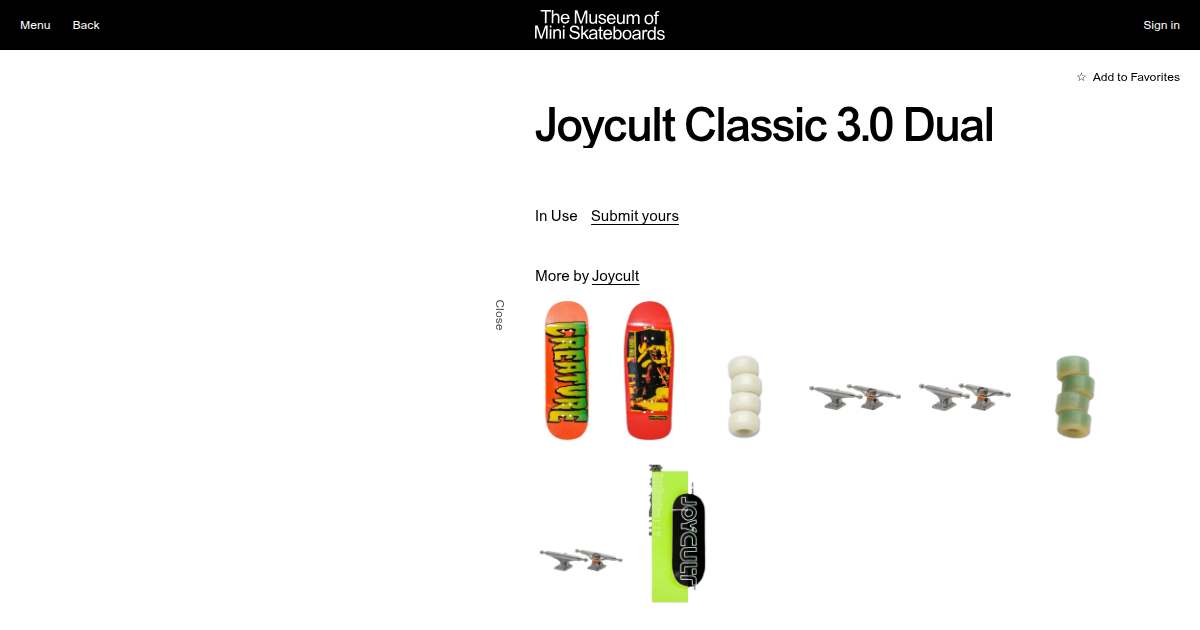 Menu
Back
The Museum of
Mini Skateboards
Sign in
☆ Add to Favorites
Joycult Classic 3.0 Dual
In Use
Submit yours
More by Joycult
Close
CREATURE
JOYCULT